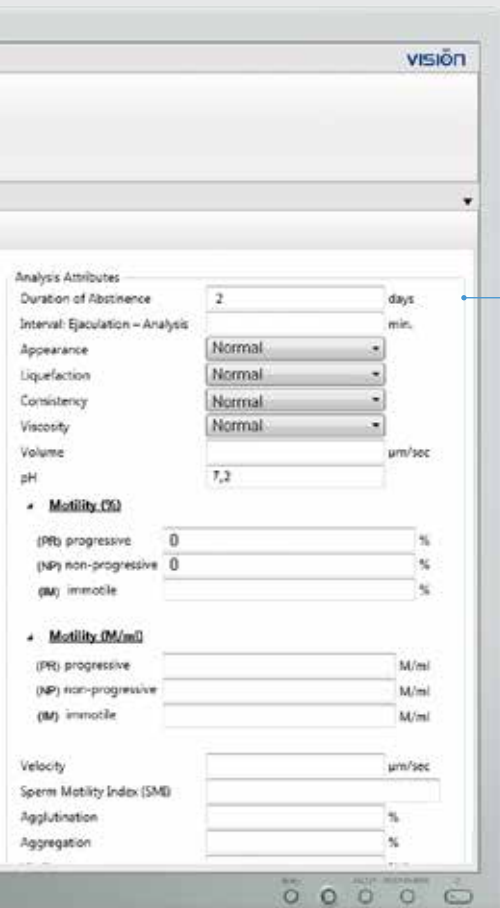 visiōn
Analysis Attributes
Duration of Abstinence 2 days
Interval: Ejaculation – Analysis min.
Appearance Normal
Liquefaction Normal
Consistency Normal
Viscosity Normal
Volume µm/sec
pH 7,2
Motility (%)
(PR) progressive 0 %
(NP) non-progressive 0 %
(IM) immotile %
Motility (M/ml)
(PR) progressive M/ml
(NP) non-progressive M/ml
(IM) immotile M/ml
Velocity µm/sec
Sperm Motility Index (SMI)
Agglutination %
Aggregation %